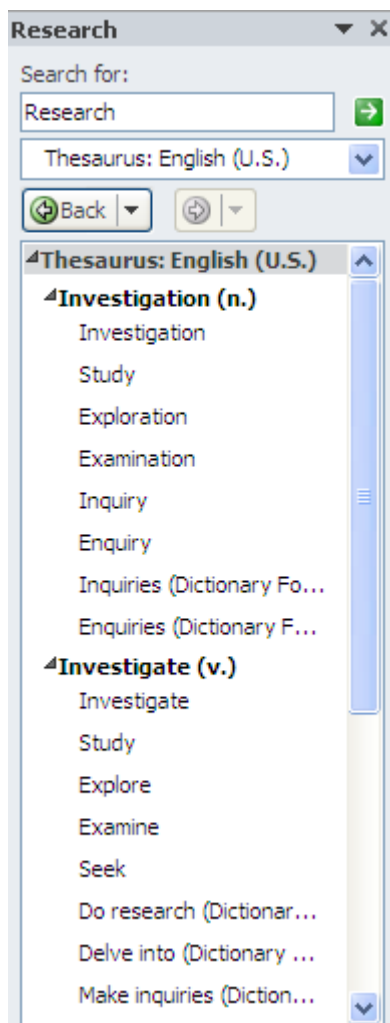 Research
Search for:
Research
Thesaurus: English (U.S.)
Back
Thesaurus: English (U.S.)
Investigation (n.)
Investigation
Study
Exploration
Examination
Inquiry
Enquiry
Inquiries (Dictionary Fo...
Enquiries (Dictionary F...
Investigate (v.)
Investigate
Study
Explore
Examine
Seek
Do research (Dictionar...
Delve into (Dictionary ...
Make inquiries (Diction...